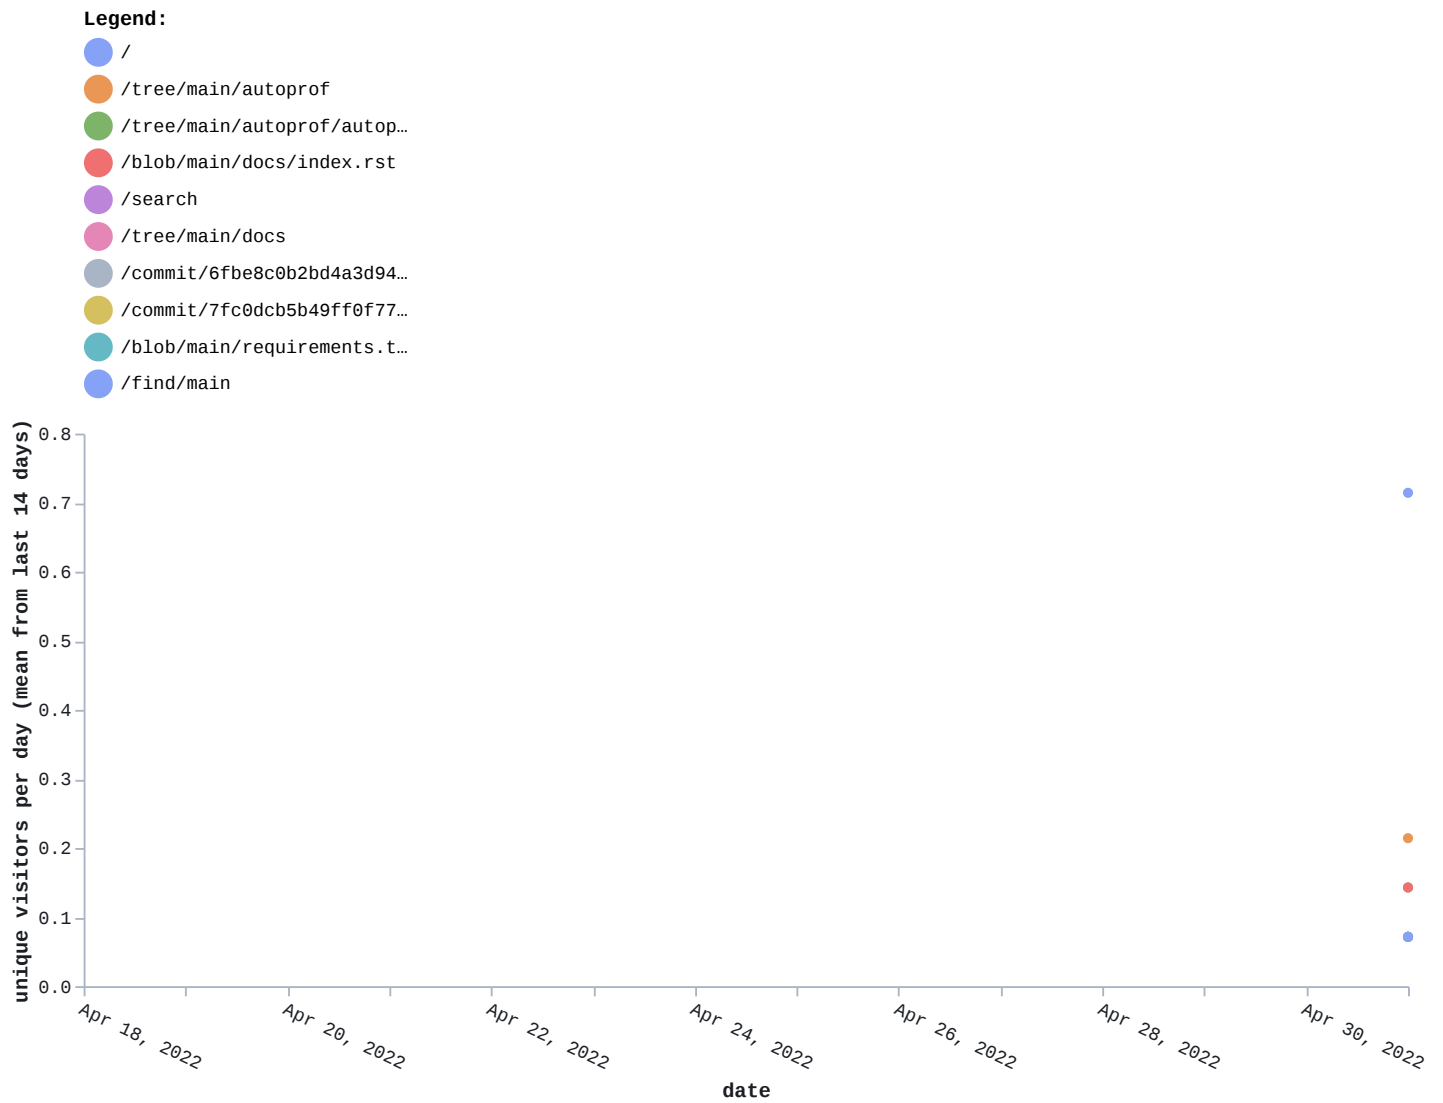 Legend:
/
/tree/main/autoprof
/tree/main/autoprof/autop…
/blob/main/docs/index.rst
/search
/tree/main/docs
/commit/6fbe8c0b2bd4a3d94…
/commit/7fc0dcb5b49ff0f77…
/blob/main/requirements.t…
/find/main
unique visitors per day (mean from last 14 days)
0.8
0.7
0.6
0.5
0.4
0.3
0.2
0.1
0.0
Apr 18, 2022
Apr 20, 2022
Apr 22, 2022
Apr 24, 2022
Apr 26, 2022
Apr 28, 2022
Apr 30, 2022
date